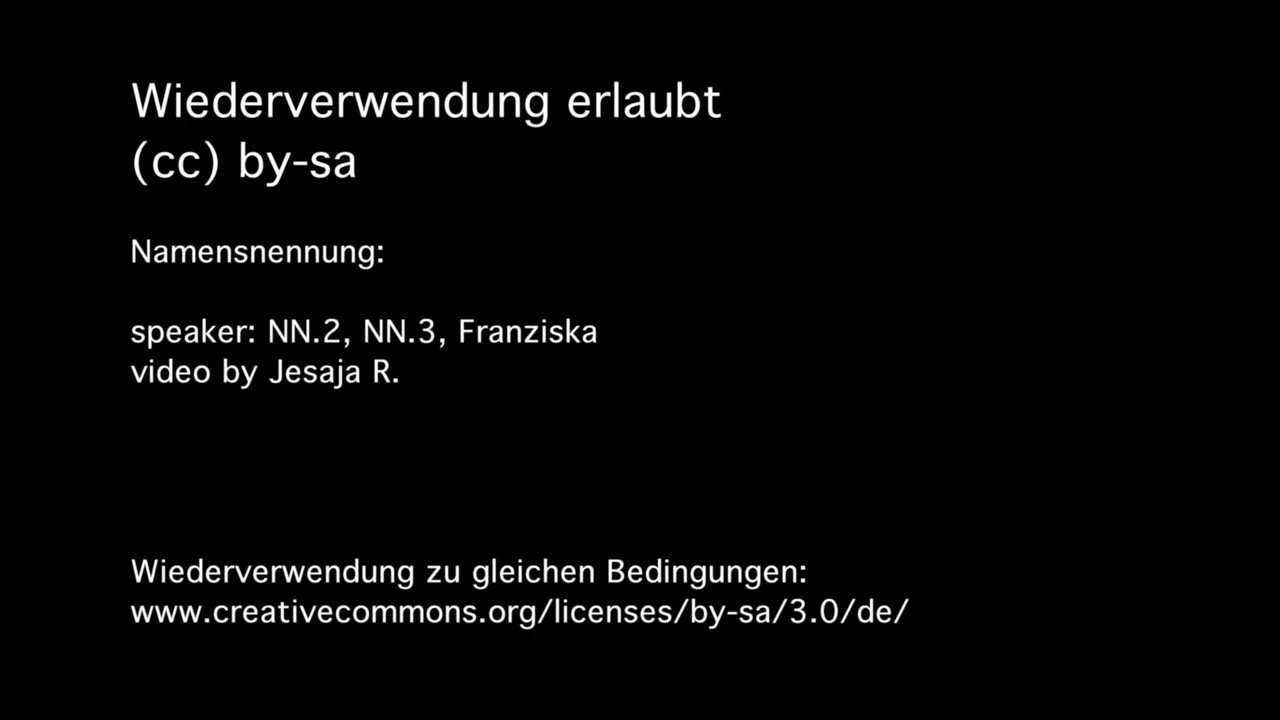 Wiederverwendung erlaubt
(cc) by-sa
Namensnennung:
speaker: NN.2, NN.3, Franziska
video by Jesaja R.
Wiederverwendung zu gleichen Bedingungen:
www.creativecommons.org/licenses/by-sa/3.0/de/